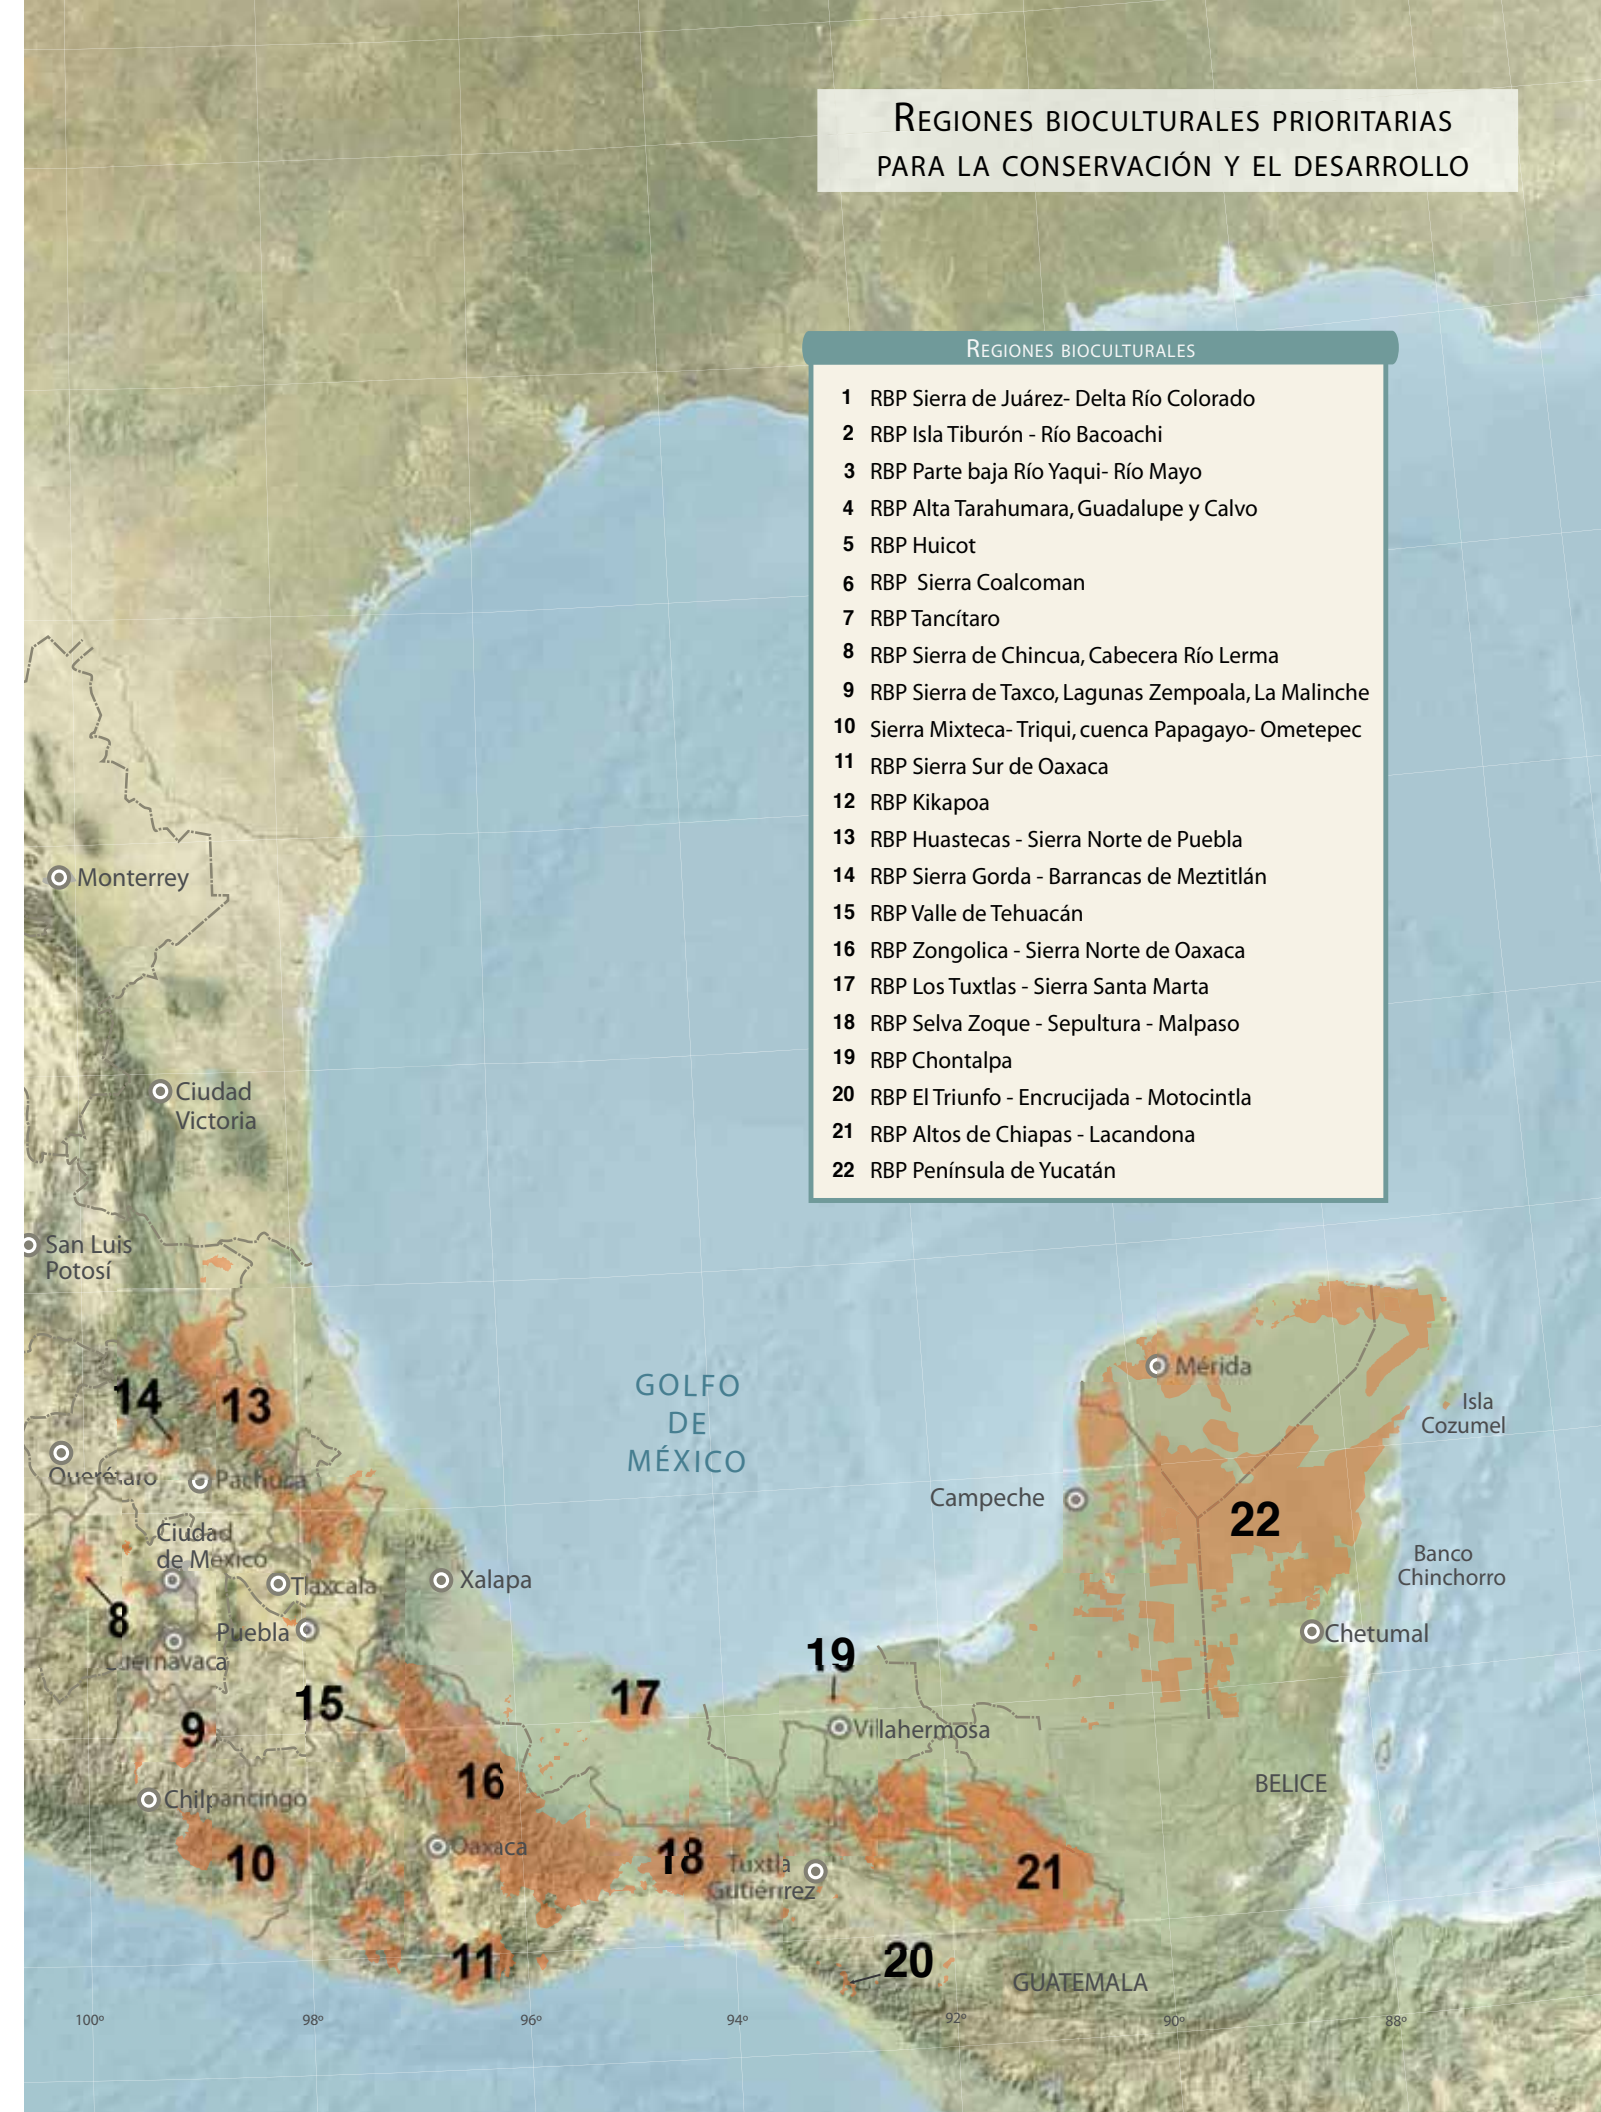 Regiones bioculturales prioritarias
para la conservación y el desarrollo
Regiones bioculturales
1 RBP Sierra de Juárez- Delta Río Colorado
2 RBP Isla Tiburón - Río Bacoachi
3 RBP Parte baja Río Yaqui- Río Mayo
4 RBP Alta Tarahumara, Guadalupe y Calvo
5 RBP Huicot
6 RBP Sierra Coalcoman
7 RBP Tancítaro
8 RBP Sierra de Chincua, Cabecera Río Lerma
9 RBP Sierra de Taxco, Lagunas Zempoala, La Malinche
10 Sierra Mixteca- Triqui, cuenca Papagayo- Ometepec
11 RBP Sierra Sur de Oaxaca
12 RBP Kikapoa
13 RBP Huastecas - Sierra Norte de Puebla
14 RBP Sierra Gorda - Barrancas de Meztitlán
15 RBP Valle de Tehuacán
16 RBP Zongolica - Sierra Norte de Oaxaca
17 RBP Los Tuxtlas - Sierra Santa Marta
18 RBP Selva Zoque - Sepultura - Malpaso
19 RBP Chontalpa
20 RBP El Triunfo - Encrucijada - Motocintla
21 RBP Altos de Chiapas - Lacandona
22 RBP Península de Yucatán
Monterrey
Ciudad
Victoria
San Luis
Potosí
14
13
GOLFO
DE
MÉXICO
Mérida
Isla
Cozumel
Querétaro
Pachuca
Campeche
22
Ciudad
de México
Tlaxcala
Xalapa
Banco
Chinchorro
8
Puebla
Cuernavaca
Chetumal
19
15
17
9
Villahermosa
16
BELICE
Chilpancingo
Oaxaca
10
18
Tuxtla
Gutiérrez
21
11
20
GUATEMALA
100º
98º
96º
94º
92º
90º
88º